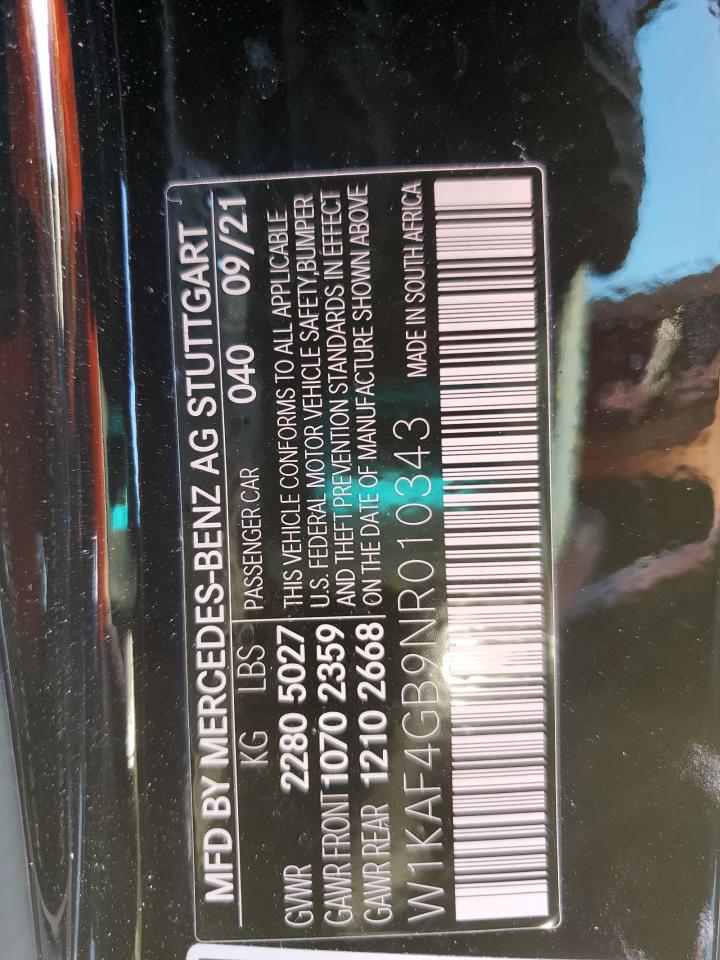 MFD BY MERCEDES-BENZ AG STUTTGART
KG LBS PASSENGER CAR 040 09/21
GVWR 2280 5027 THIS VEHICLE CONFORMS TO ALL APPLICABLE
GAWR FRONT 1070 2359 U.S. FEDERAL MOTOR VEHICLE SAFETY,BUMPER
GAWR REAR 1210 2668 AND THEFT PREVENTION STANDARDS IN EFFECT
ON THE DATE OF MANUFACTURE SHOWN ABOVE
W1KAF4GB9NR010343 MADE IN SOUTH AFRICA